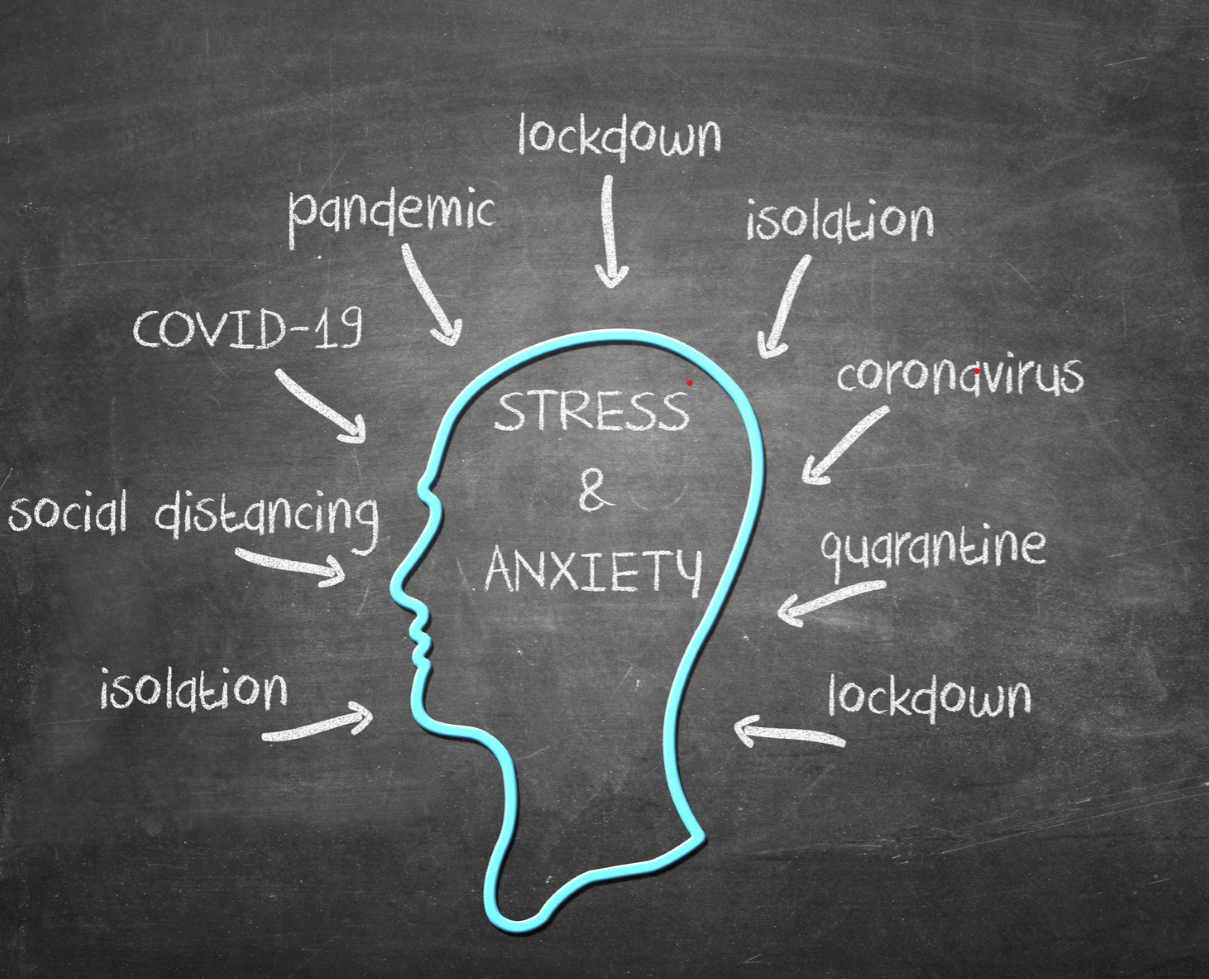 lockdown
pandemic
isolation
COVID-19
coronavirus
STRESS
&
ANXIETY
social distancing
quarantine
isolation
lockdown